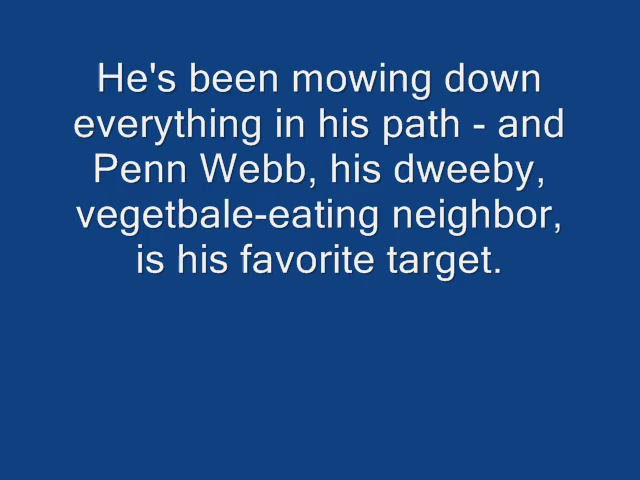 He's been mowing down
everything in his path - and
Penn Webb, his dweeby,
vegetbale-eating neighbor,
is his favorite target.